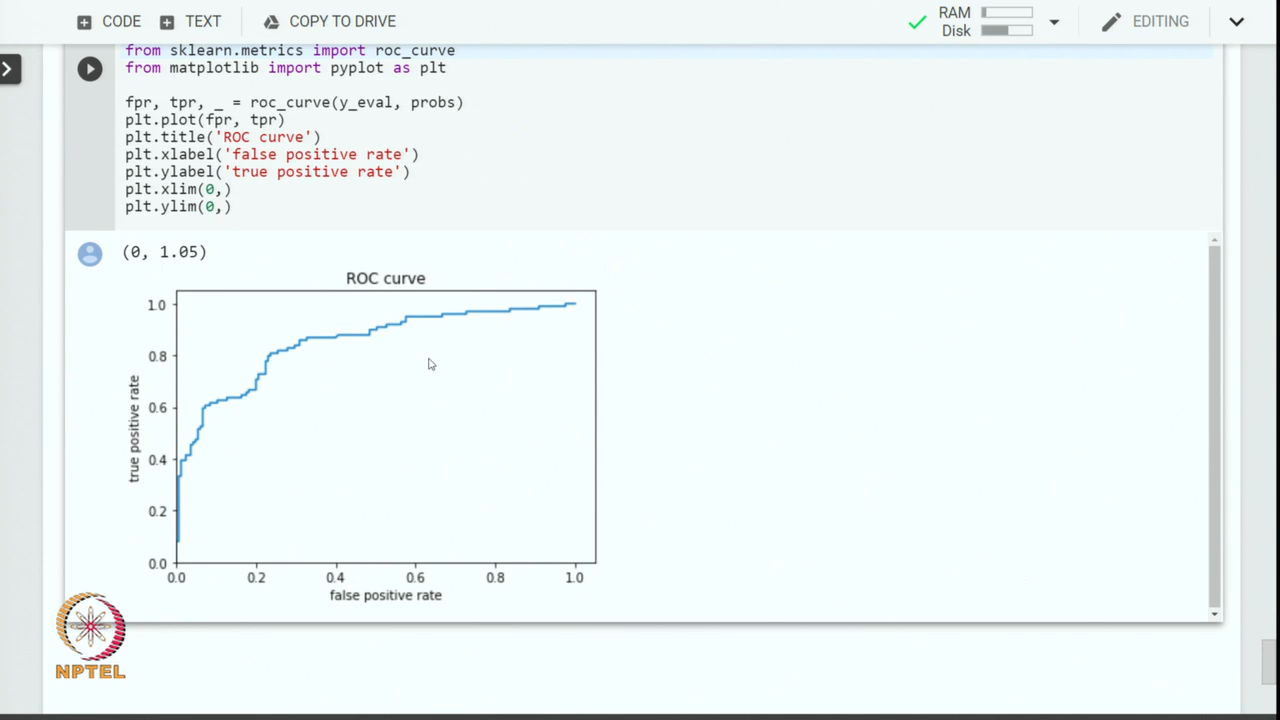 CODE TEXT COPY TO DRIVE RAM Disk EDITING
from sklearn.metrics import roc_curve
from matplotlib import pyplot as plt
fpr, tpr, _ = roc_curve(y_eval, probs)
plt.plot(fpr, tpr)
plt.title('ROC curve')
plt.xlabel('false positive rate')
plt.ylabel('true positive rate')
plt.xlim(0,)
plt.ylim(0,)
(0, 1.05)
ROC curve
1.0
0.8
0.6
0.4
0.2
0.0
true positive rate
0.0 0.2 0.4 0.6 0.8 1.0
false positive rate
NPTEL